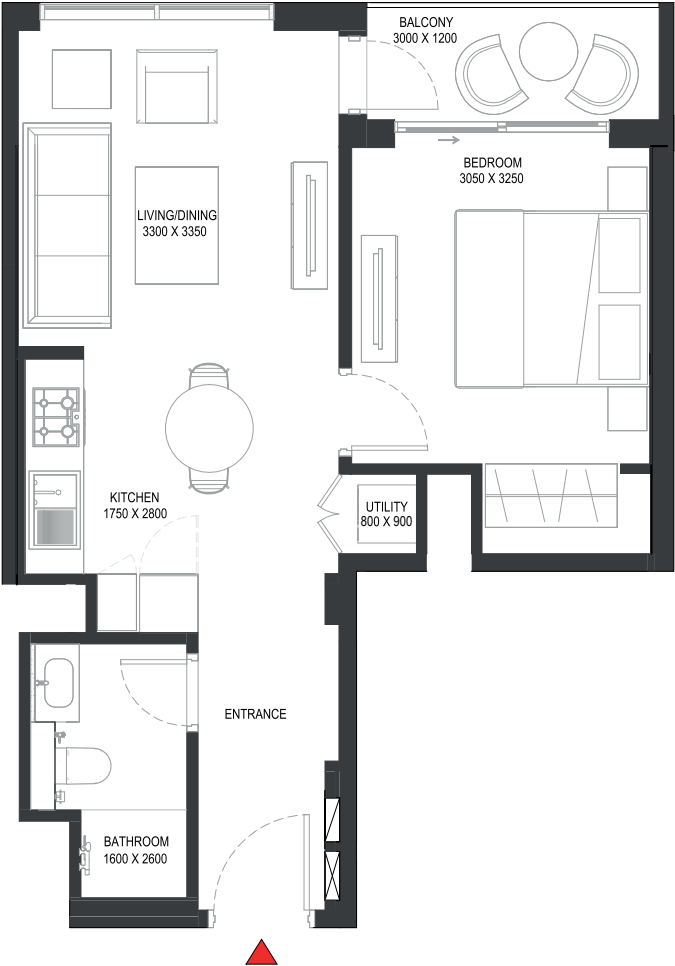 BALCONY
3000 X 1200
BEDROOM
3050 X 3250
LIVING/DINING
3300 X 3350
KITCHEN
1750 X 2800
UTILITY
800 X 900
ENTRANCE
BATHROOM
1600 X 2600